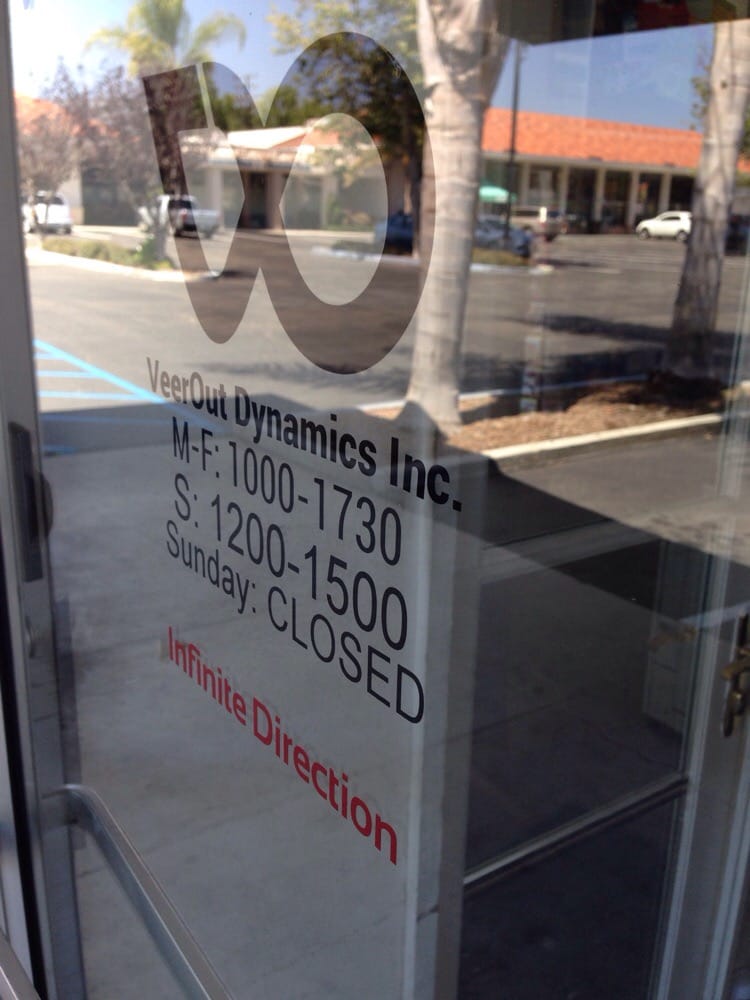 VeerOut Dynamics Inc.
M-F: 1000-1730
S: 1200-1500
Sunday: CLOSED
Infinite Direction